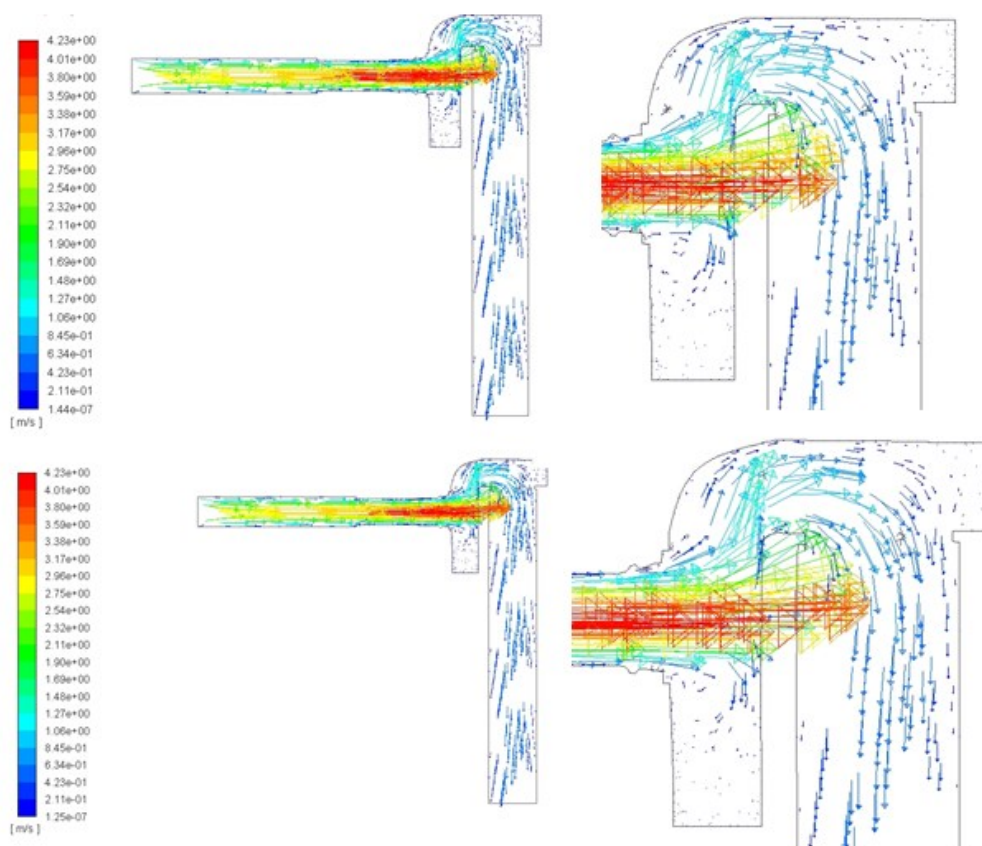 4.23e+00
4.01e+00
3.80e+00
3.59e+00
3.38e+00
3.17e+00
2.96e+00
2.75e+00
2.54e+00
2.32e+00
2.11e+00
1.90e+00
1.69e+00
1.48e+00
1.27e+00
1.06e+00
8.45e-01
6.34e-01
4.23e-01
2.11e-01
1.44e-07
[ m/s ]
4.23e+00
4.01e+00
3.80e+00
3.59e+00
3.38e+00
3.17e+00
2.96e+00
2.75e+00
2.54e+00
2.32e+00
2.11e+00
1.90e+00
1.69e+00
1.48e+00
1.27e+00
1.06e+00
8.45e-01
6.34e-01
4.23e-01
2.11e-01
1.25e-07
[ m/s ]